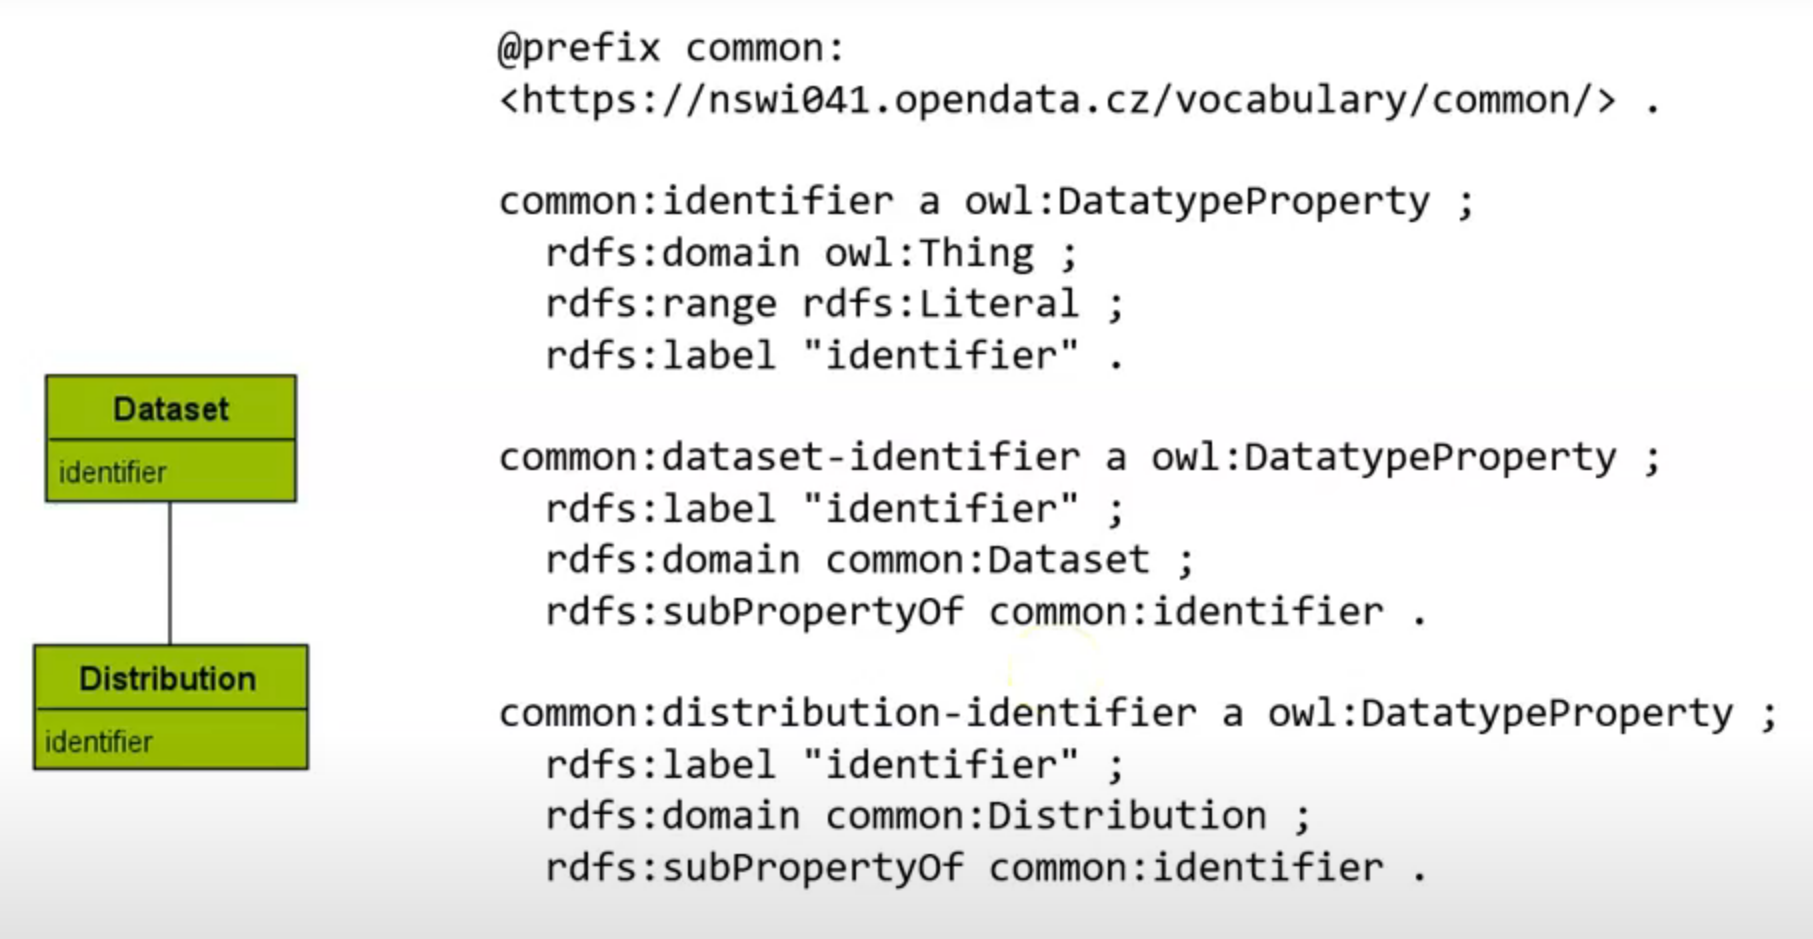 @prefix common:
<https://nswi041.opendata.cz/vocabulary/common/> .
common:identifier a owl:DatatypeProperty ;
rdfs:domain owl:Thing ;
rdfs:range rdfs:Literal ;
rdfs:label "identifier" .
Dataset
identifier
common:dataset-identifier a owl:DatatypeProperty ;
rdfs:label "identifier" ;
rdfs:domain common:Dataset ;
rdfs:subPropertyOf common:identifier .
Distribution
identifier
common:distribution-identifier a owl:DatatypeProperty ;
rdfs:label "identifier" ;
rdfs:domain common:Distribution ;
rdfs:subPropertyOf common:identifier .